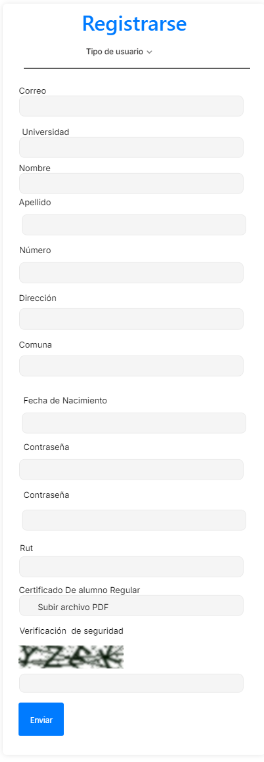 Registrarse
Tipo de usuario
Correo
Universidad
Nombre
Apellido
Número
Dirección
Comuna
Fecha de Nacimiento
Contraseña
Contraseña
Rut
Certificado De alumno Regular
Subir archivo PDF
Verificación de seguridad
Enviar